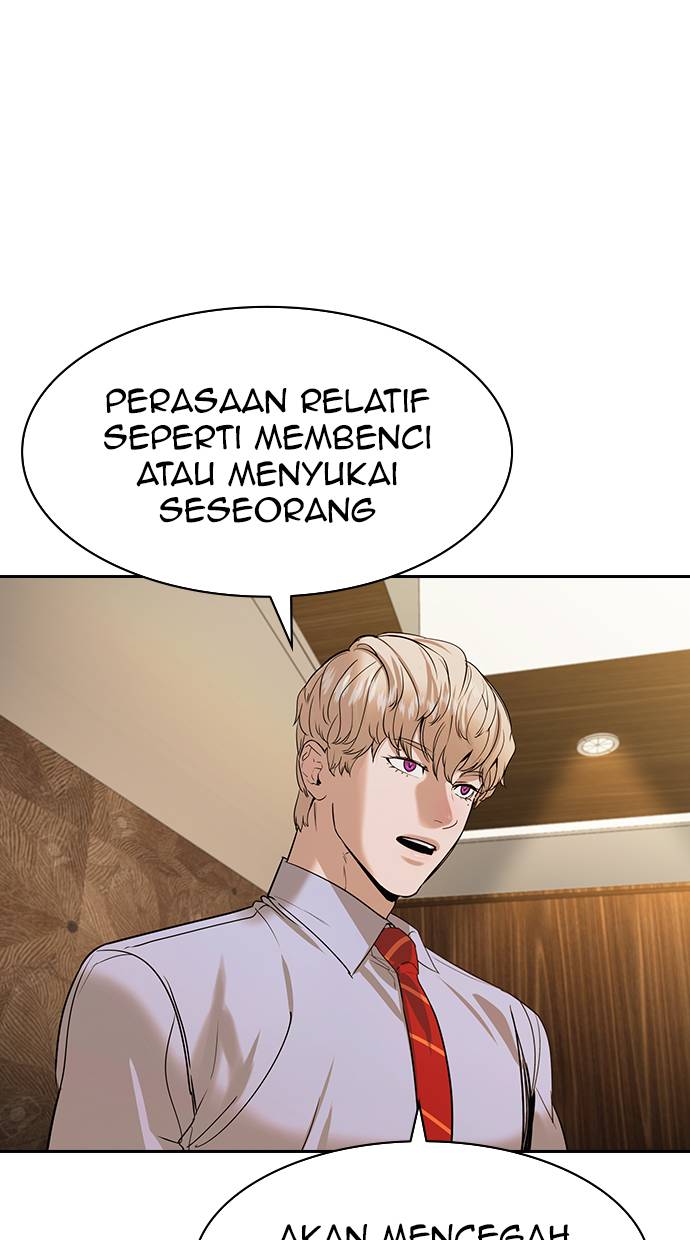 PERASAAN RELATIF
SEPERTI MEMBENCI
ATAU MENYUKAI
SESEORANG
AKAN MENCEGAH